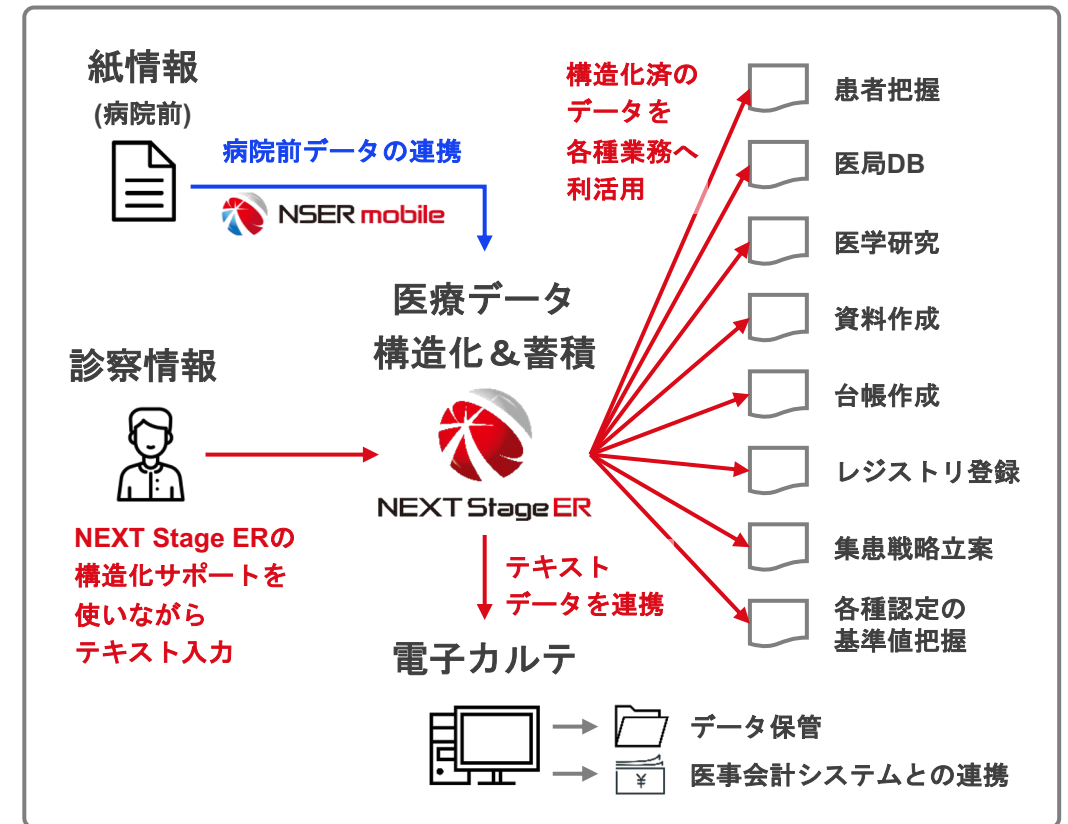 紙情報
(病院前)
病院前データの連携
NSER mobile
医療データ
構造化＆蓄積
NEXT Stage ER
診察情報
NEXT Stage ERの
構造化サポートを
使いながら
テキスト入力
テキスト
データを連携
電子カルテ
データ保管
¥
医事会計システムとの連携
構造化済の
データを
各種業務へ
利活用
患者把握
医局DB
医学研究
資料作成
台帳作成
レジストリ登録
集患戦略立案
各種認定の
基準値把握